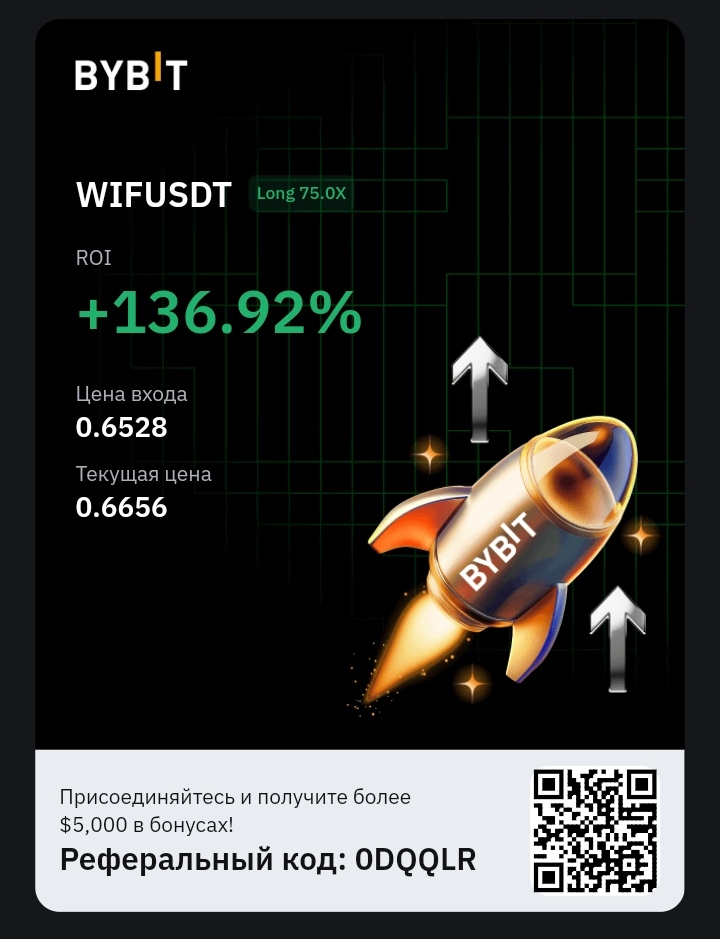 BYBIT
WIFUSDT Long 75.0X
ROI
+136.92%
Цена входа
0.6528
Текущая цена
0.6656
BYBIT
Присоединяйтесь и получите более
$5,000 в бонусах!
Реферальный код: 0DQQLR